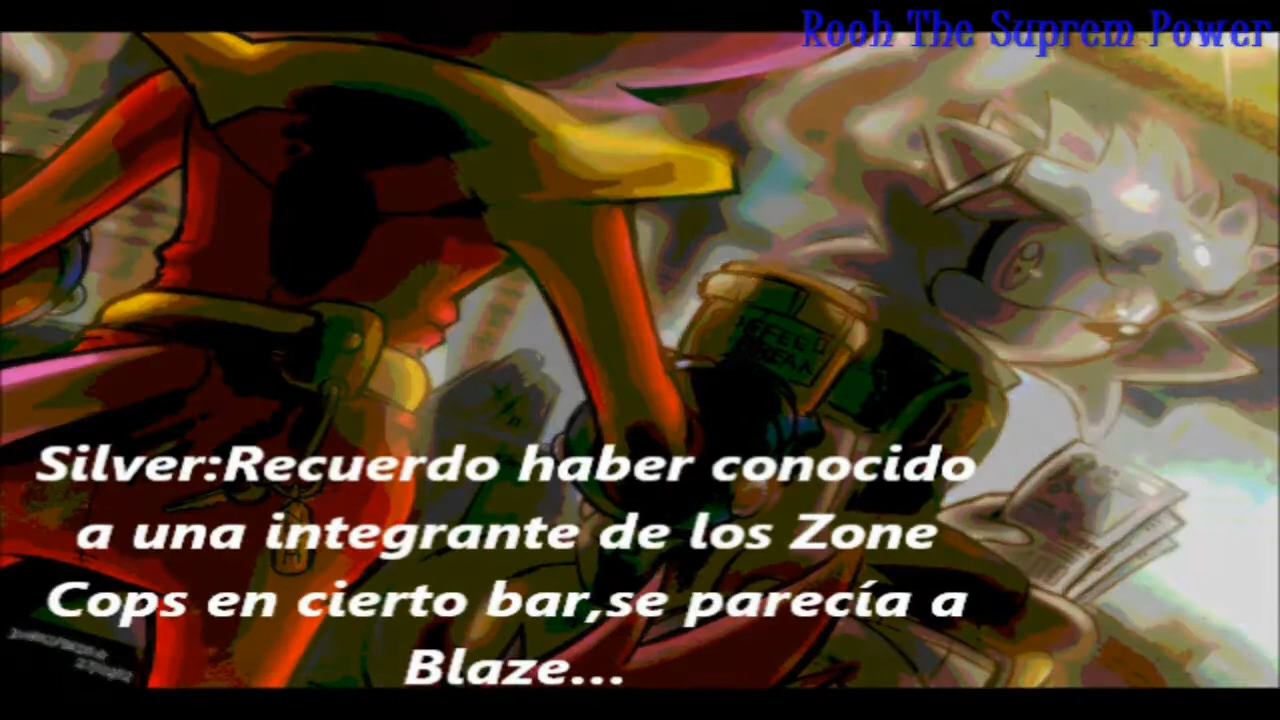 Rooh The Suprem Power
Silver:Recuerdo haber conocido
a una integrante de los Zone
Cops en cierto bar,se parecía a
Blaze...